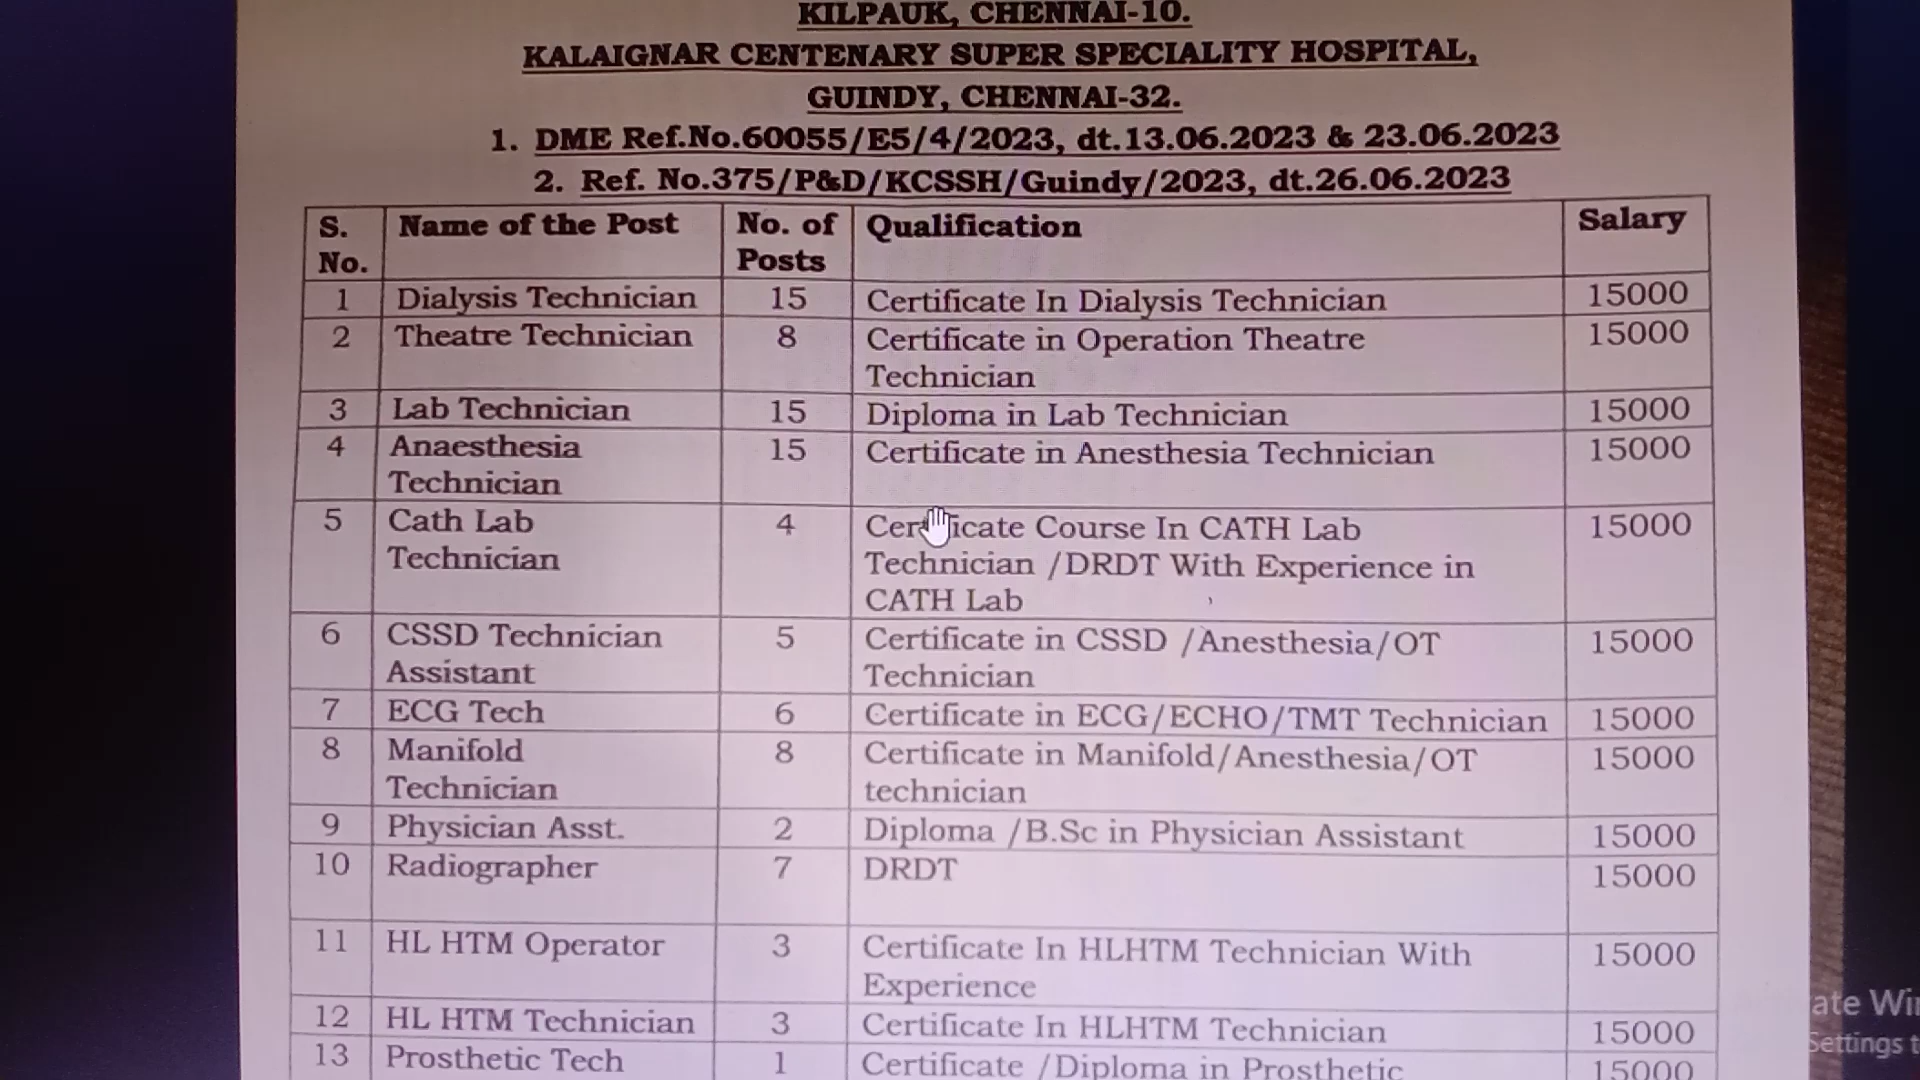 KILPAUK, CHENNAI-10.
KALAIGNAR CENTENARY SUPER SPECIALITY HOSPITAL,
GUINDY, CHENNAI-32.
1. DME Ref.No.60055/E5/4/2023, dt.13.06.2023 & 23.06.2023
2. Ref. No.375/P&D/KCSSH/Guindy/2023, dt.26.06.2023
S. No. Name of the Post No. of Posts Qualification Salary
1 Dialysis Technician 15 Certificate In Dialysis Technician 15000
2 Theatre Technician 8 Certificate in Operation Theatre 15000
Technician
3 Lab Technician 15 Diploma in Lab Technician 15000
4 Anaesthesia 15 Certificate in Anesthesia Technician 15000
Technician
5 Cath Lab 4 Certificate Course In CATH Lab 15000
Technician Technician /DRDT With Experience in
CATH Lab
6 CSSD Technician 5 Certificate in CSSD /Anesthesia/OT 15000
Assistant Technician
7 ECG Tech 6 Certificate in ECG/ECHO/TMT Technician 15000
8 Manifold 8 Certificate in Manifold/Anesthesia/OT 15000
Technician technician
9 Physician Asst. 2 Diploma /B.Sc in Physician Assistant 15000
10 Radiographer 7 DRDT 15000
11 HL HTM Operator 3 Certificate In HLHTM Technician With 15000
Experience
12 HL HTM Technician 3 Certificate In HLHTM Technician 15000
13 Prosthetic Tech 1 Certificate /Diploma in Prosthetic 15000
ate Win
Settings t